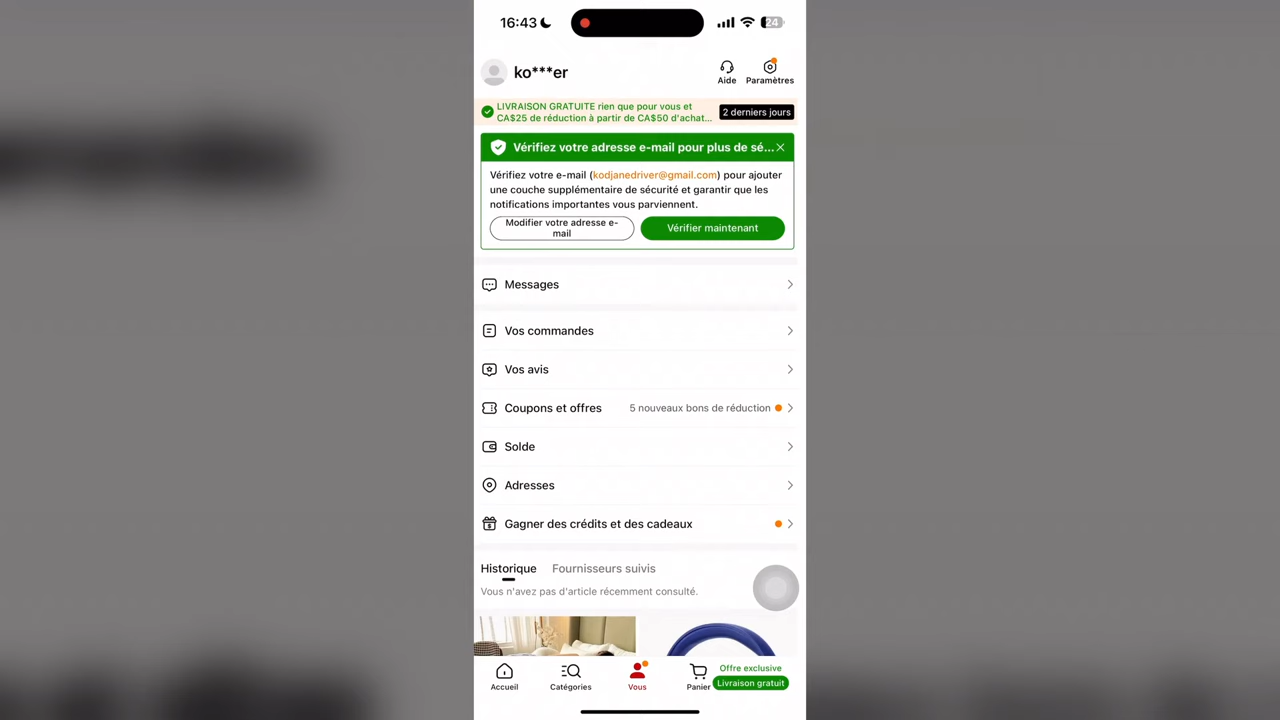 16:43
24
ko***er
Aide
Paramètres
LIVRAISON GRATUITE rien que pour vous et
CA$25 de réduction à partir de CA$50 d'achat...
2 derniers jours
Vérifiez votre adresse e-mail pour plus de sé...
Vérifiez votre e-mail (kodjanedriver@gmail.com) pour ajouter
une couche supplémentaire de sécurité et garantir que les
notifications importantes vous parviennent.
Modifier votre adresse e-
mail
Vérifier maintenant
Messages
Vos commandes
Vos avis
Coupons et offres
5 nouveaux bons de réduction
Solde
Adresses
Gagner des crédits et des cadeaux
Historique
Fournisseurs suivis
Vous n'avez pas d'article récemment consulté.
Accueil
Catégories
Vous
Panier
Offre exclusive
Livraison gratuit